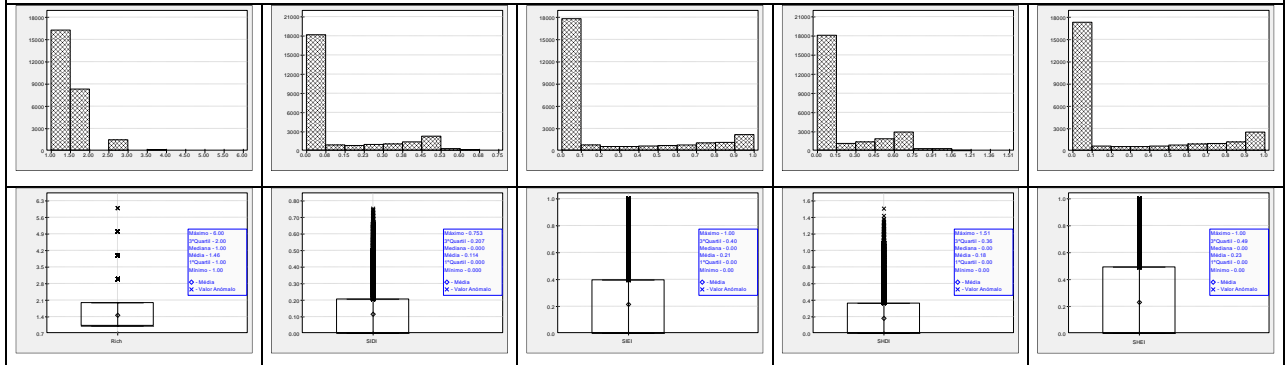 18000
15000
12000
9000
6000
3000
0
1.00 1.50 2.00 2.50 3.00 3.50 4.00 4.50 5.00 5.50 6.00
21000
18000
15000
12000
9000
6000
3000
0
0.00 0.08 0.15 0.23 0.30 0.38 0.45 0.53 0.60 0.68 0.75
18000
15000
12000
9000
6000
3000
0
0.0 0.1 0.2 0.3 0.4 0.5 0.6 0.7 0.8 0.9 1.0
21000
18000
15000
12000
9000
6000
3000
0
0.00 0.15 0.30 0.45 0.60 0.75 0.91 1.06 1.21 1.36 1.51
18000
15000
12000
9000
6000
3000
0
0.0 0.1 0.2 0.3 0.4 0.5 0.6 0.7 0.8 0.9 1.0
6.3
5.6
4.9
4.2
3.5
2.8
2.1
1.4
0.7
Máximo - 6.00
3ºQuartil - 2.00
Mediana - 1.00
Média - 1.46
1ºQuartil - 1.00
Mínimo - 1.00
- Média
- Valor Anómalo
Rich
0.80
0.70
0.60
0.50
0.40
0.30
0.20
0.10
0.00
Máximo - 0.753
3ºQuartil - 0.207
Mediana - 0.000
Média - 0.114
1ºQuartil - 0.000
Mínimo - 0.000
- Média
- Valor Anómalo
SIDI
1.0
0.8
0.6
0.4
0.2
0.0
Máximo - 1.00
3ºQuartil - 0.40
Mediana - 0.00
Média - 0.21
1ºQuartil - 0.00
Mínimo - 0.00
- Média
- Valor Anómalo
SIEI
1.6
1.4
1.2
1.0
0.8
0.6
0.4
0.2
0.0
Máximo - 1.51
3ºQuartil - 0.36
Mediana - 0.00
Média - 0.18
1ºQuartil - 0.00
Mínimo - 0.00
- Média
- Valor Anómalo
SHDI
1.0
0.8
0.6
0.4
0.2
0.0
Máximo - 1.00
3ºQuartil - 0.49
Mediana - 0.00
Média - 0.23
1ºQuartil - 0.00
Mínimo - 0.00
- Média
- Valor Anómalo
SHEI